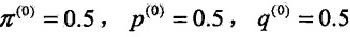 π⁽⁰⁾ = 0.5, p⁽⁰⁾ = 0.5, q⁽⁰⁾ = 0.5